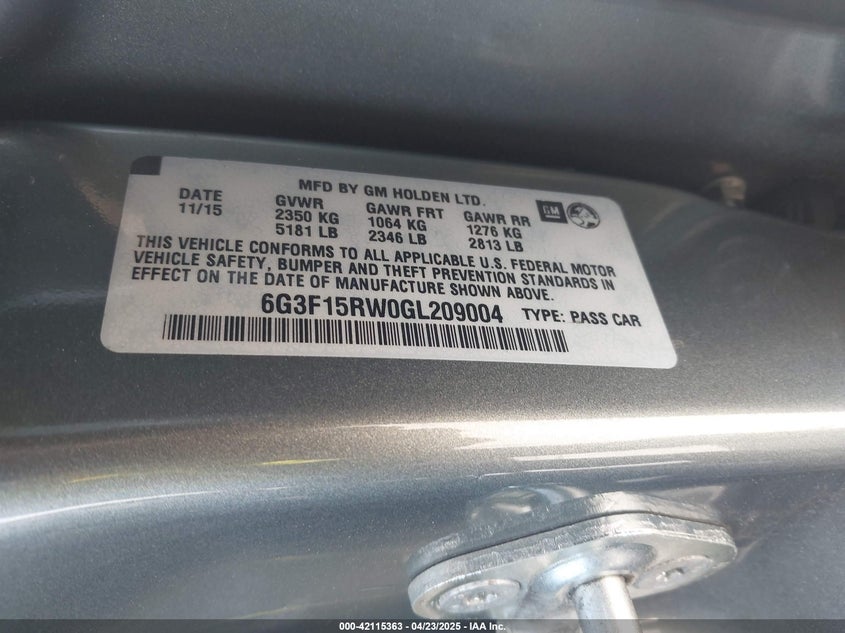 MFD BY GM HOLDEN LTD.
DATE GVWR GAWR FRT GAWR RR GM
11/15 2350 KG 1064 KG 1276 KG
5181 LB 2346 LB 2813 LB
THIS VEHICLE CONFORMS TO ALL APPLICABLE U.S. FEDERAL MOTOR
VEHICLE SAFETY, BUMPER AND THEFT PREVENTION STANDARDS IN
EFFECT ON THE DATE OF MANUFACTURE SHOWN ABOVE.
6G3F15RW0GL209004 TYPE: PASS CAR
000-42115363 - 04/23/2025 - IAA Inc.